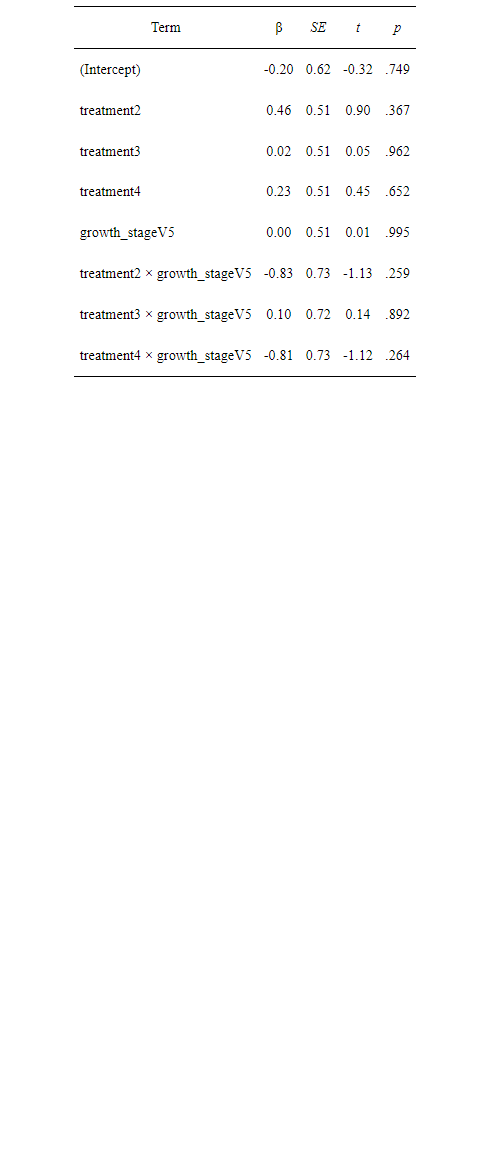 Term β SE t p
(Intercept) -0.20 0.62 -0.32 .749
treatment2 0.46 0.51 0.90 .367
treatment3 0.02 0.51 0.05 .962
treatment4 0.23 0.51 0.45 .652
growth_stageV5 0.00 0.51 0.01 .995
treatment2 × growth_stageV5 -0.83 0.73 -1.13 .259
treatment3 × growth_stageV5 0.10 0.72 0.14 .892
treatment4 × growth_stageV5 -0.81 0.73 -1.12 .264